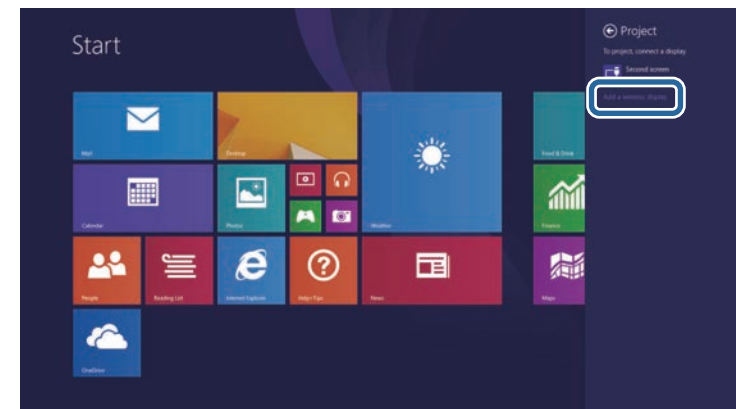 Start
Project
To project, connect a display
Second screen
Add a wireless display
Mail
Desktop
Food & Drink
Calendar
Photos
Weather
Finance
People
Reading List
Internet Explorer
Help+Tips
News
Maps
OneDrive